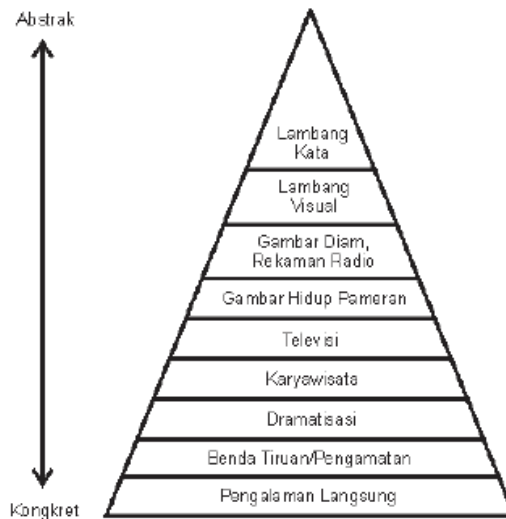 Abstrak
Lambang
Kata
Lambang
Visual
Gambar Diam,
Rekaman Radio
Gambar Hidup Pameran
Televisi
Karyawisata
Dramatisasi
Benda Tiruan/Pengamatan
Pengalaman Langsung
Kongkret